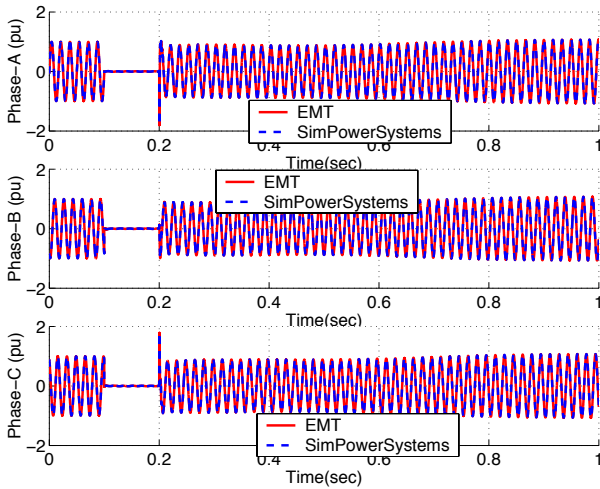 2
0
−2
Phase−A (pu)
EMT
SimPowerSystems
0 0.2 0.4 0.6 0.8 1
Time(sec)
2
0
−2
Phase−B (pu)
EMT
SimPowerSystems
0 0.2 0.4 0.6 0.8 1
Time(sec)
2
0
−2
Phase−C (pu)
EMT
SimPowerSystems
0 0.2 0.4 0.6 0.8 1
Time(sec)